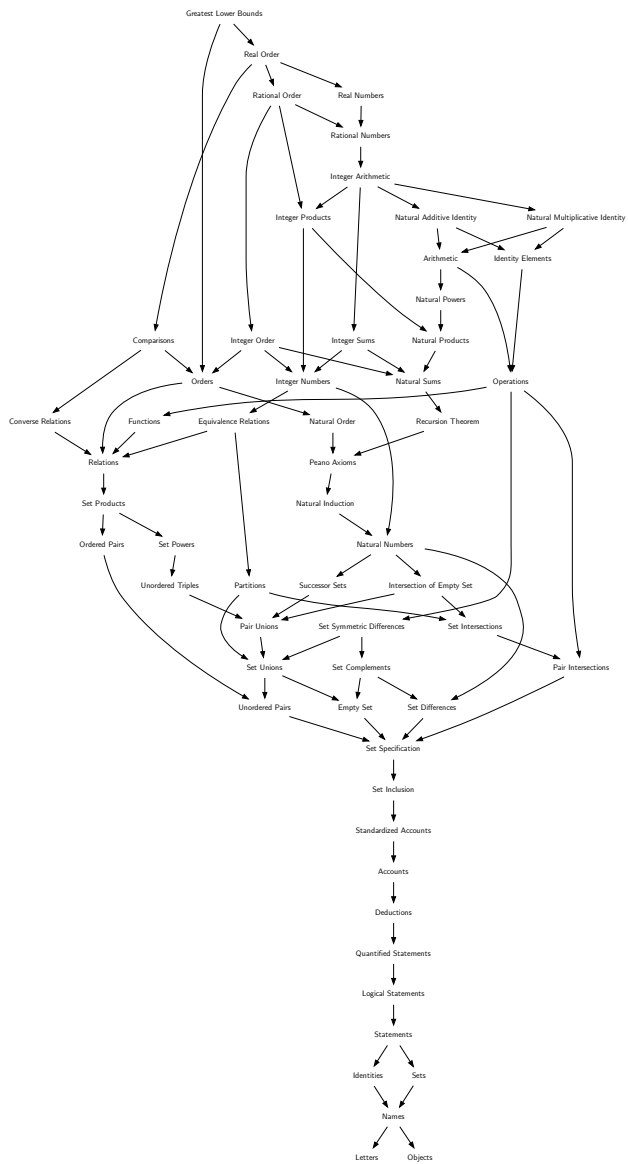 Greatest Lower Bounds
Real Order
Rational Order Real Numbers
Rational Numbers
Integer Arithmetic
Integer Products Natural Additive Identity Natural Multiplicative Identity
Arithmetic Identity Elements
Natural Powers
Comparisons Integer Order Integer Sums Natural Products
Orders Integer Numbers Natural Sums Operations
Converse Relations Functions Equivalence Relations Natural Order Recursion Theorem
Relations Peano Axioms
Set Products Natural Induction
Ordered Pairs Set Powers Natural Numbers
Unordered Triples Partitions Successor Sets Intersection of Empty Set
Pair Unions Set Symmetric Differences Set Intersections
Set Unions Set Complements Pair Intersections
Unordered Pairs Empty Set Set Differences
Set Specification
Set Inclusion
Standardized Accounts
Accounts
Deductions
Quantified Statements
Logical Statements
Statements
Identities Sets
Names
Letters Objects